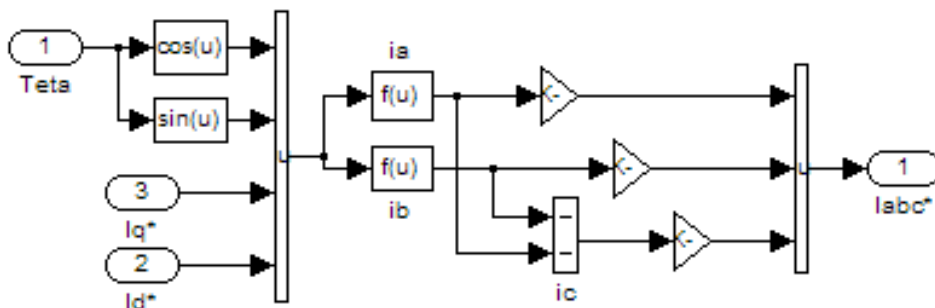 1
Teta
cos(u)
sin(u)
3
Iq*
2
Id*
u
ia
f(u)
f(u)
ib
ic
K-
K-
K-
u
1
Iabc*